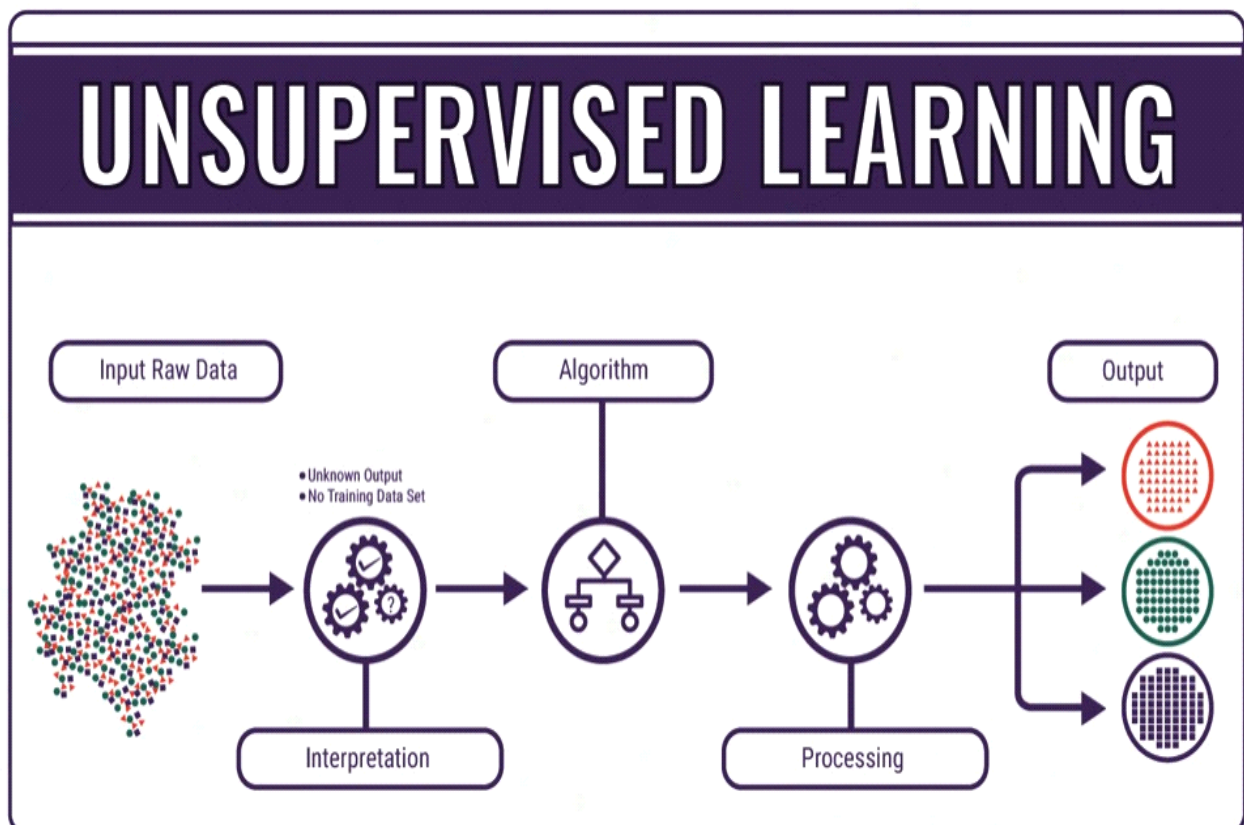 UNSUPERVISED LEARNING
Input Raw Data
Algorithm
Output
• Unknown Output
• No Training Data Set
?
Interpretation
Processing